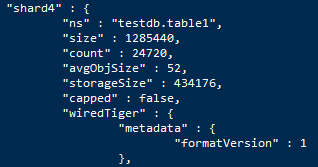 "shard4" : {
"ns" : "testdb.table1",
"size" : 1285440,
"count" : 24720,
"avgObjSize" : 52,
"storageSize" : 434176,
"capped" : false,
"wiredTiger" : {
"metadata" : {
"formatVersion" : 1
},